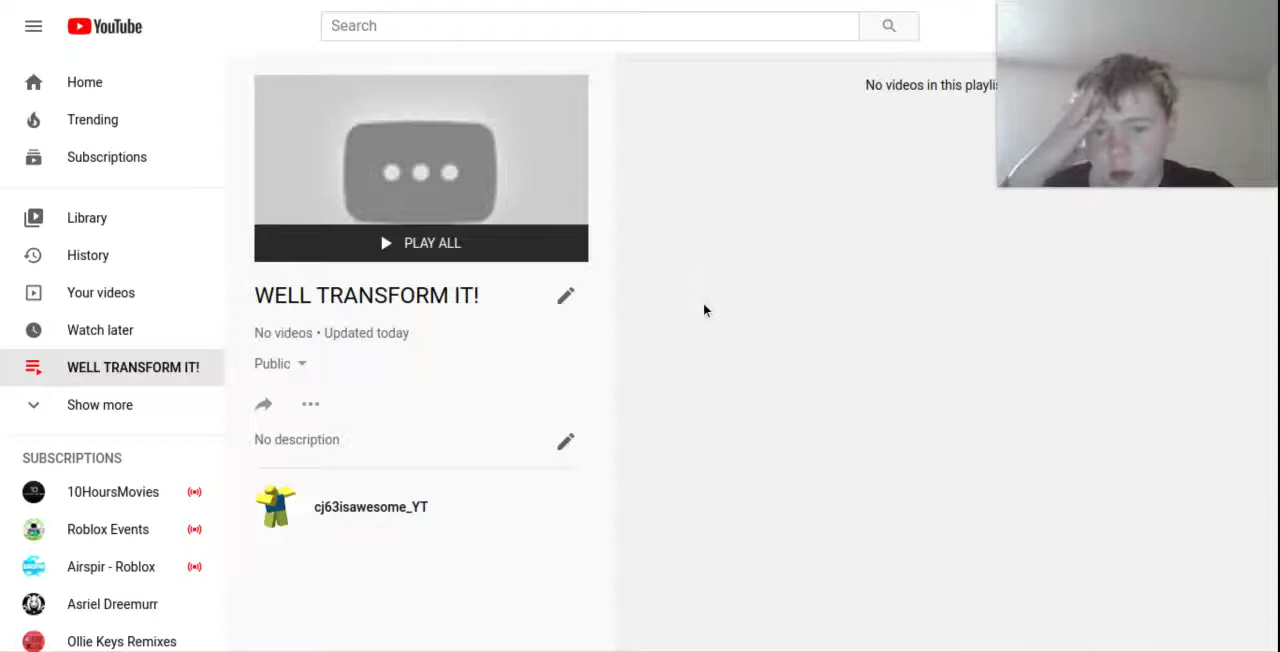 YouTube
Search
Home
Trending
Subscriptions
Library
History
Your videos
Watch later
WELL TRANSFORM IT!
Show more
SUBSCRIPTIONS
10HoursMovies
Roblox Events
Airspir - Roblox
Asriel Dreemurr
Ollie Keys Remixes
PLAY ALL
WELL TRANSFORM IT!
No videos • Updated today
Public
No description
cj63isawesome_YT
No videos in this